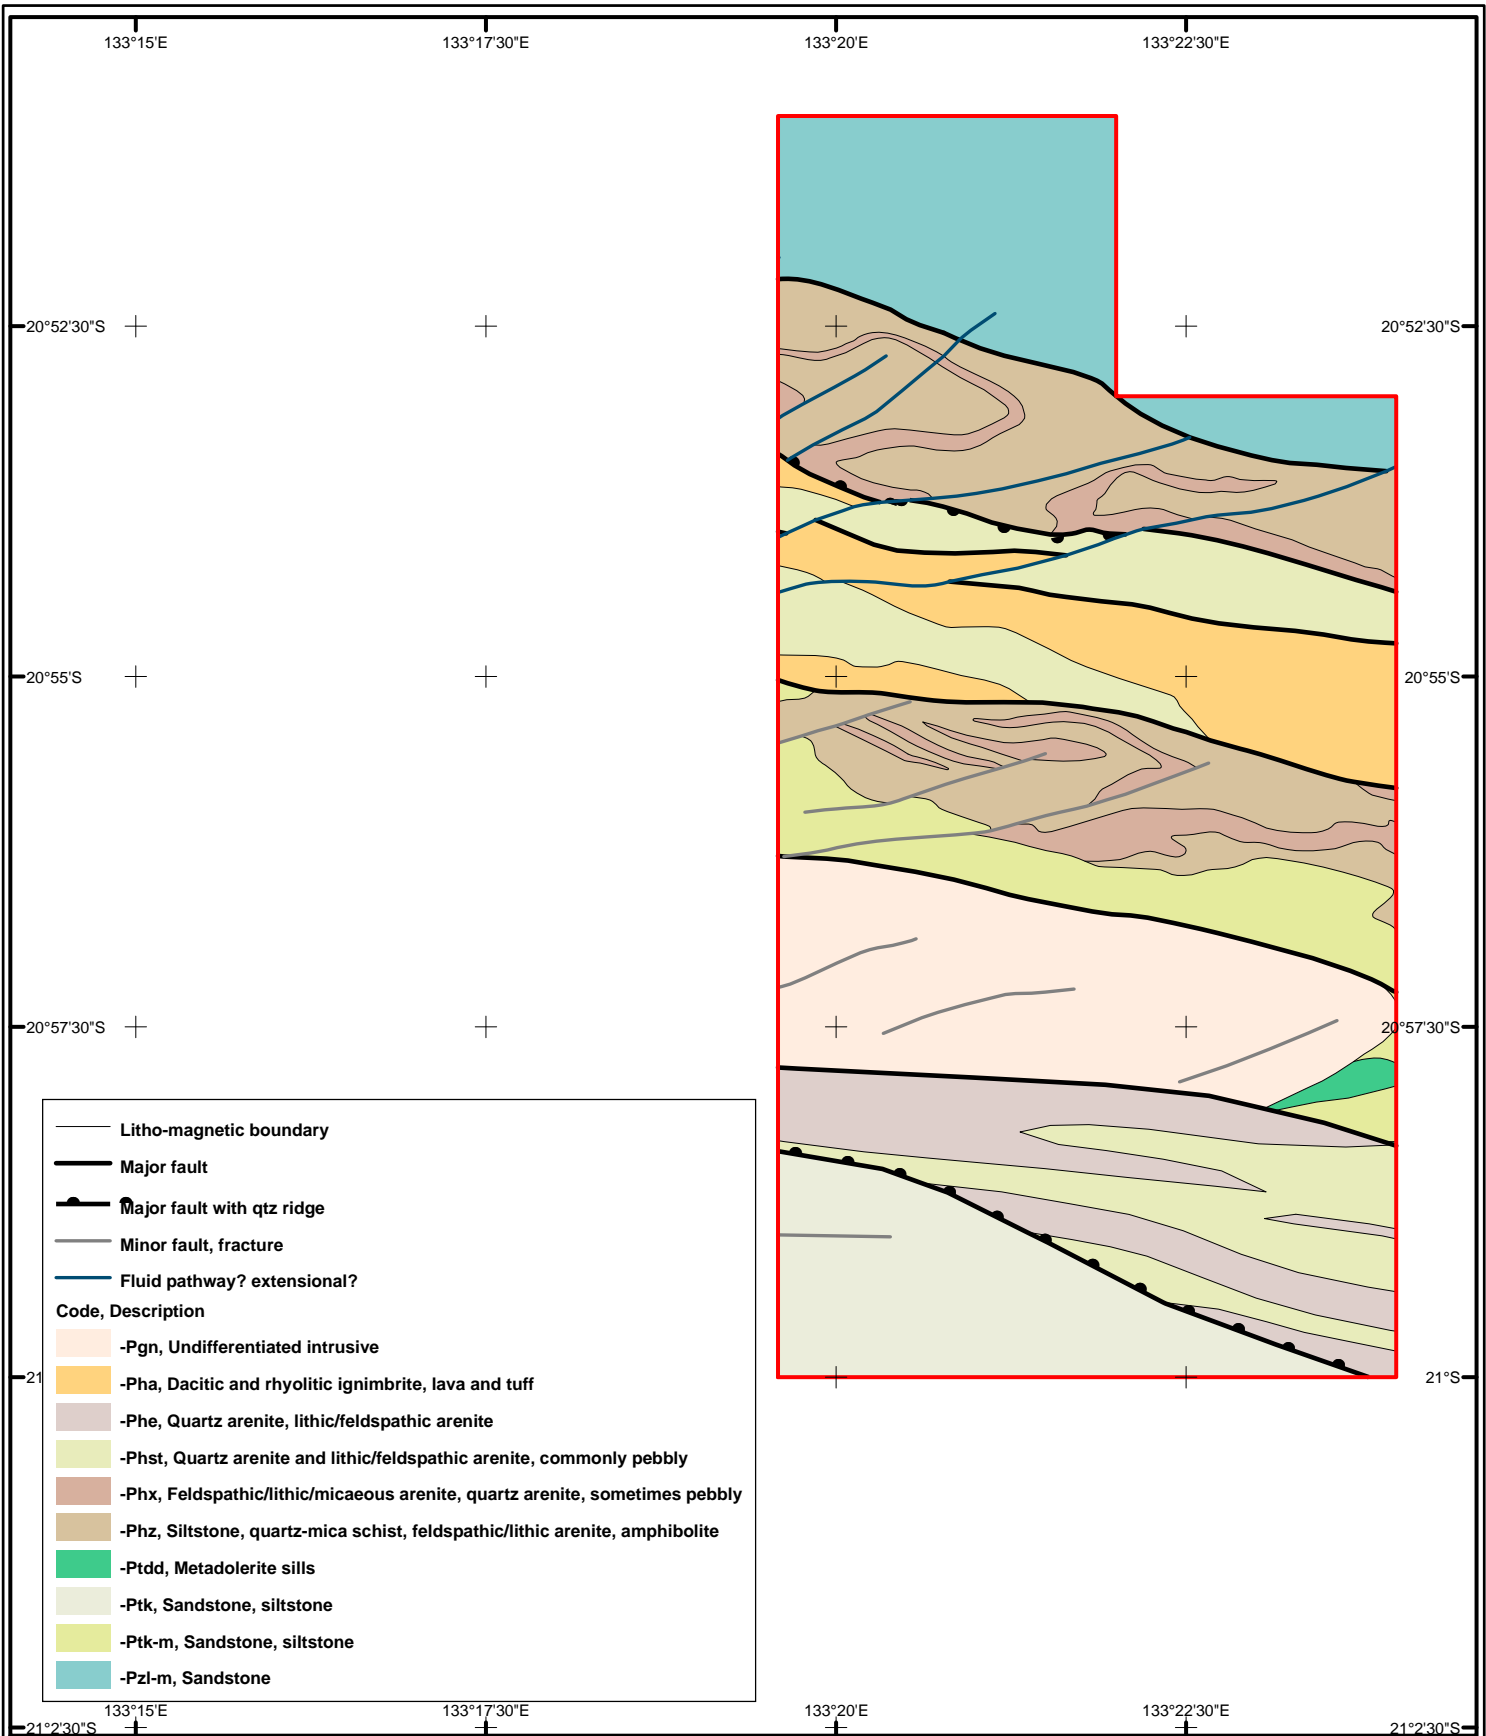 133°15'E 133°17'30"E 133°20'E 133°22'30"E
20°52'30"S 20°52'30"S
20°55'S 20°55'S
20°57'30"S 20°57'30"S
Litho-magnetic boundary
Major fault
Major fault with qtz ridge
Minor fault, fracture
Fluid pathway? extensional?
Code, Description
-Pgn, Undifferentiated intrusive
-Pha, Dacitic and rhyolitic ignimbrite, lava and tuff
21 21°S
-Phe, Quartz arenite, lithic/feldspathic arenite
-Phst, Quartz arenite and lithic/feldspathic arenite, commonly pebbly
-Phx, Feldspathic/lithic/micaeous arenite, quartz arenite, sometimes pebbly
-Phz, Siltstone, quartz-mica schist, feldspathic/lithic arenite, amphibolite
-Ptdd, Metadolerite sills
-Ptk, Sandstone, siltstone
-Ptk-m, Sandstone, siltstone
-Pzl-m, Sandstone
133°15'E 133°17'30"E 133°20'E 133°22'30"E
21°2'30"S 21°2'30"S